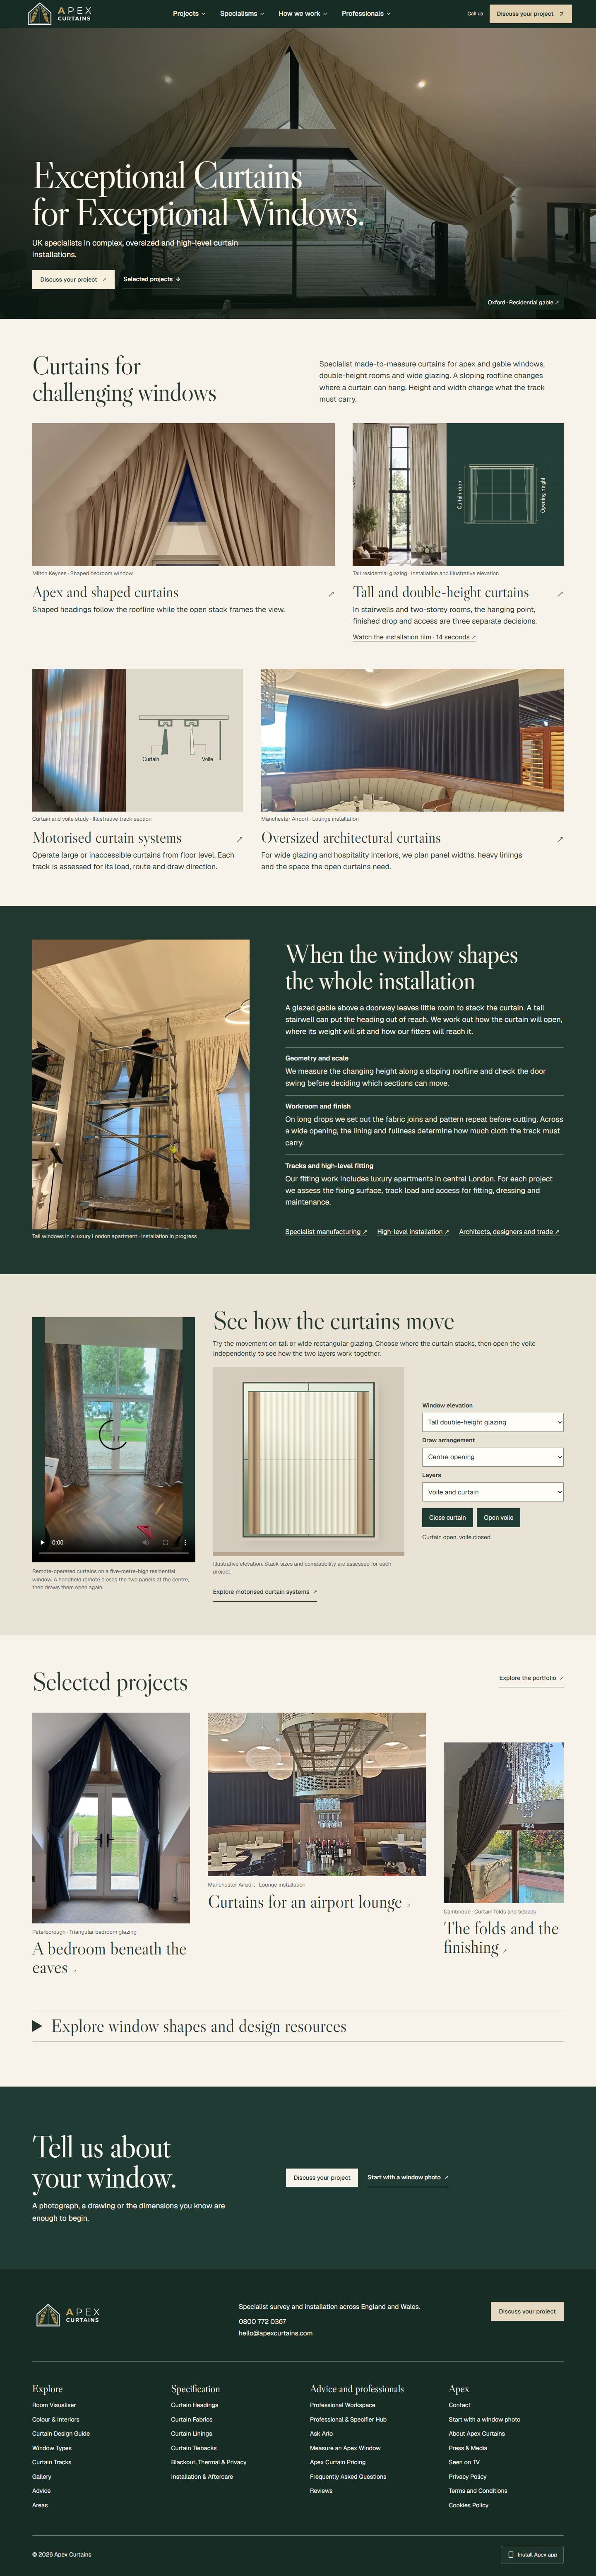 APEX
CURTAINS
Projects
Specialisms
How we work
Professionals
Call us
Discuss your project
Exceptional Curtains
for Exceptional Windows.
UK specialists in complex, oversized and high-level curtain
installations.
Discuss your project
Selected projects
Oxford · Residential gable
Curtains for
challenging windows
Specialist made-to-measure curtains for apex and gable windows,
double-height rooms and wide glazing. A sloping roofline changes
where a curtain can hang. Height and width change what the track
must carry.
Curtain drop
Opening height
Milton Keynes · Shaped bedroom window
Apex and shaped curtains
Shaped headings follow the roofline while the open stack frames the view.
Tall residential glazing · Installation and illustrative elevation
Tall and double-height curtains
In stairwells and two-storey rooms, the hanging point,
finished drop and access are three separate decisions.
Watch the installation film · 14 seconds
Curtain
Voile
Curtain and voile study · Illustrative track section
Motorised curtain systems
Operate large or inaccessible curtains from floor level. Each
track is assessed for its load, route and draw direction.
Manchester Airport · Lounge installation
Oversized architectural curtains
For wide glazing and hospitality interiors, we plan panel widths, heavy linings
and the space the open curtains need.
Tall windows in a luxury London apartment · Installation in progress
When the window shapes
the whole installation
A glazed gable above a doorway leaves little room to stack the curtain. A tall
stairwell can put the heading out of reach. We work out how the curtain will open,
where its weight will sit and how our fitters will reach it.
Geometry and scale
We measure the changing height along a sloping roofline and check the door
swing before deciding which sections can move.
Workroom and finish
On long drops we set out the fabric joins and pattern repeat before cutting. Across
a wide opening, the lining and fullness determine how much cloth the track must
carry.
Tracks and high-level fitting
Our fitting work includes luxury apartments in central London. For each project
we assess the fixing surface, track load and access for fitting, dressing and
maintenance.
Specialist manufacturing
High-level installation
Architects, designers and trade
0:00
Remote-operated curtains on a five-metre-high residential
window. A handheld remote closes the two panels at the centre,
then draws them open again.
See how the curtains move
Try the movement on tall or wide rectangular glazing. Choose where the curtain stacks, then open the voile
independently to see how the two layers work together.
Illustrative elevation. Stack sizes and compatibility are assessed for each
project.
Explore motorised curtain systems
Window elevation
Tall double-height glazing
Draw arrangement
Centre opening
Layers
Voile and curtain
Close curtain
Open voile
Curtain open, voile closed.
Selected projects
Explore the portfolio
Peterborough · Triangular bedroom glazing
A bedroom beneath the
eaves
Manchester Airport · Lounge installation
Curtains for an airport lounge
Cambridge · Curtain folds and tieback
The folds and the
finishing
Explore window shapes and design resources
Tell us about
your window.
A photograph, a drawing or the dimensions you know are
enough to begin.
Discuss your project
Start with a window photo
APEX
CURTAINS
Specialist survey and installation across England and Wales.
0800 772 0367
hello@apexcurtains.com
Discuss your project
Explore
Room Visualiser
Colour & Interiors
Curtain Design Guide
Window Types
Curtain Tracks
Gallery
Advice
Areas
Specification
Curtain Headings
Curtain Fabrics
Curtain Linings
Curtain Tiebacks
Blackout, Thermal & Privacy
Installation & Aftercare
Advice and professionals
Professional Workspace
Professional & Specifier Hub
Ask Arlo
Measure an Apex Window
Apex Curtain Pricing
Frequently Asked Questions
Reviews
Apex
Contact
Start with a window photo
About Apex Curtains
Press & Media
Seen on TV
Privacy Policy
Terms and Conditions
Cookies Policy
© 2026 Apex Curtains
Install Apex app